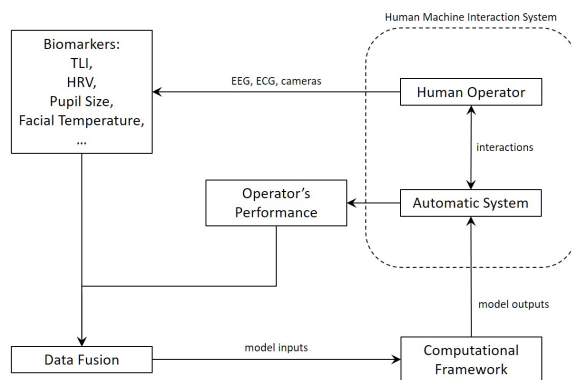 Human Machine Interaction System
Biomarkers:
TLI,
HRV,
Pupil Size,
Facial Temperature,
...
EEG, ECG, cameras
Human Operator
interactions
Operator's
Performance
Automatic System
model outputs
Data Fusion
model inputs
Computational
Framework